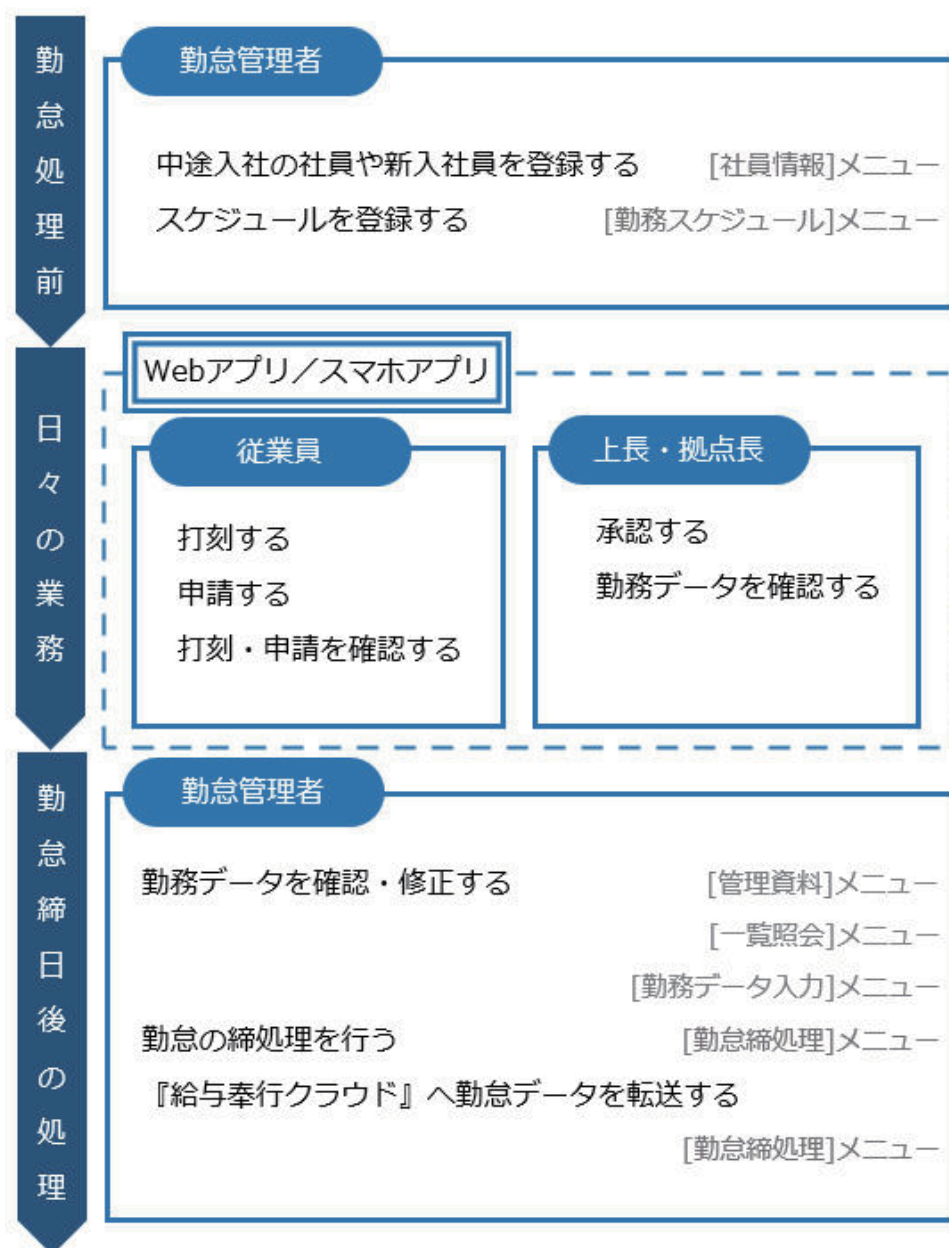 勤怠処理前
勤怠管理者
中途入社の社員や新入社員を登録する [社員情報]メニュー
スケジュールを登録する [勤務スケジュール]メニュー
日々の業務
Webアプリ／スマホアプリ
従業員
打刻する
申請する
打刻・申請を確認する
上長・拠点長
承認する
勤務データを確認する
勤怠締日後の処理
勤怠管理者
勤務データを確認・修正する [管理資料]メニュー
[一覧照会]メニュー
[勤務データ入力]メニュー
勤怠の締処理を行う [勤怠締処理]メニュー
『給与奉行クラウド』へ勤怠データを転送する
[勤怠締処理]メニュー